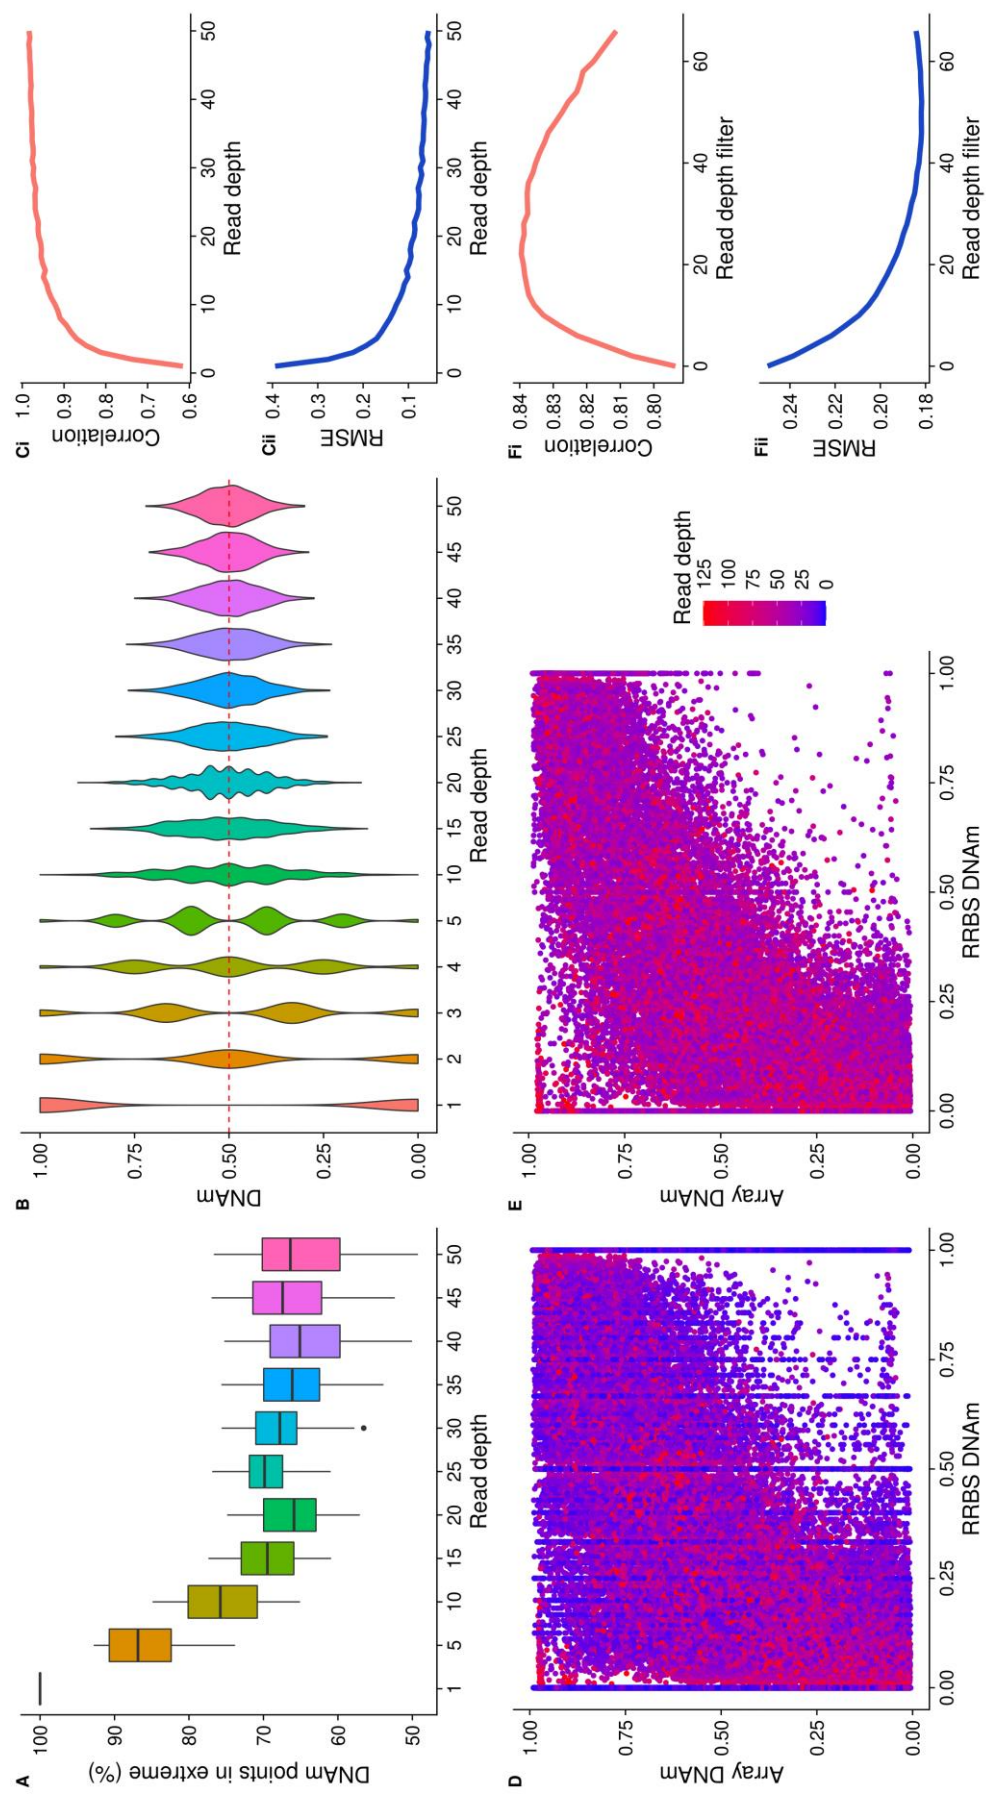 A
DNAm points in extreme (%)
100
90
80
70
60
50
1 5 10 15 20 25 30 35 40 45 50
Read depth
B
DNAm
1.00
0.75
0.50
0.25
0.00
1 2 3 4 5 10 15 20 25 30 35 40 45 50
Read depth
Ci
Correlation
1.0
0.9
0.8
0.7
0.6
0 10 20 30 40 50
Read depth
Cii
RMSE
0.4
0.3
0.2
0.1
0 10 20 30 40 50
Read depth
D
Array DNAm
1.00
0.75
0.50
0.25
0.00
0.00 0.25 0.50 0.75 1.00
RRBS DNAm
E
Array DNAm
1.00
0.75
0.50
0.25
0.00
0.00 0.25 0.50 0.75 1.00
RRBS DNAm
Read depth
125
100
75
50
25
0
Fi
Correlation
0.84
0.83
0.82
0.81
0.80
0 20 40 60
Read depth filter
Fii
RMSE
0.24
0.22
0.20
0.18
0 20 40 60
Read depth filter